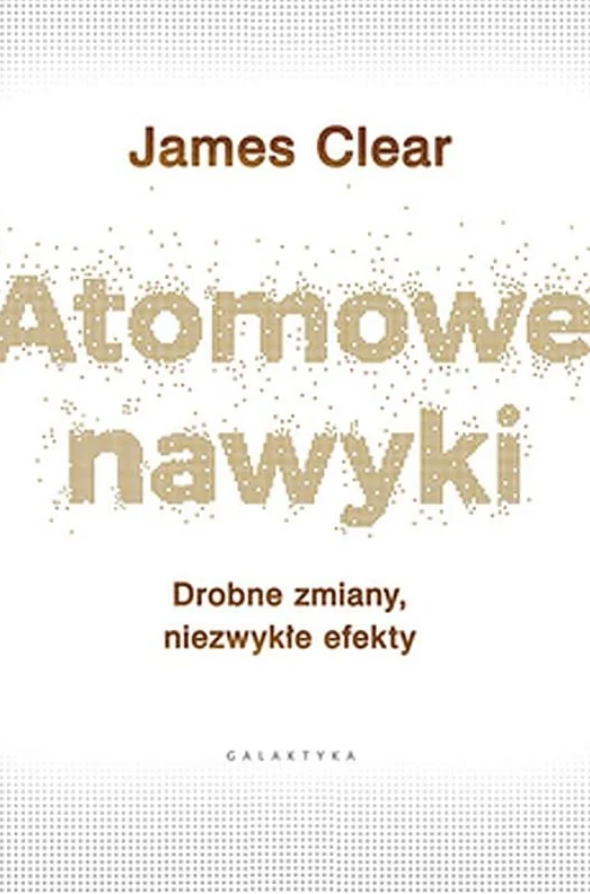 James Clear
Atomowe
nawyki
Drobne zmiany,
niezwykłe efekty
GALAKTYKA